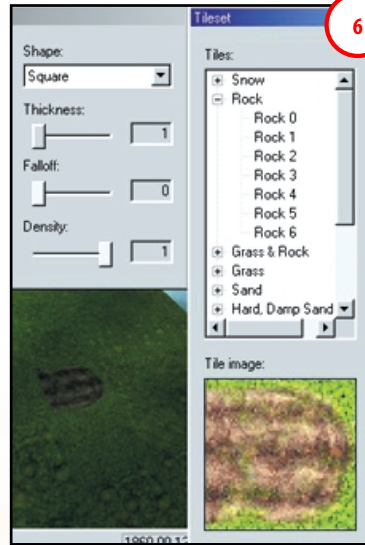 Tileset
6
Shape:
Square
Thickness:
1
Falloff:
0
Density:
1
Tiles:
Snow
Rock
Rock 0
Rock 1
Rock 2
Rock 3
Rock 4
Rock 5
Rock 6
Grass & Rock
Grass
Sand
Hard, Damp Sand
Tile image: